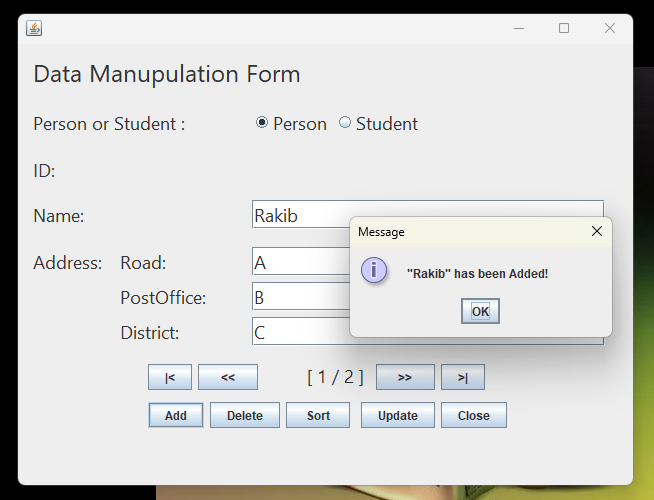 Data Manupulation Form
Person or Student : Person Student
ID:
Name: Rakib
Message
Address: Road: A
i "Rakib" has been Added!
PostOffice: B
OK
District: C
|< << [ 1 / 2 ] >> >|
Add Delete Sort Update Close